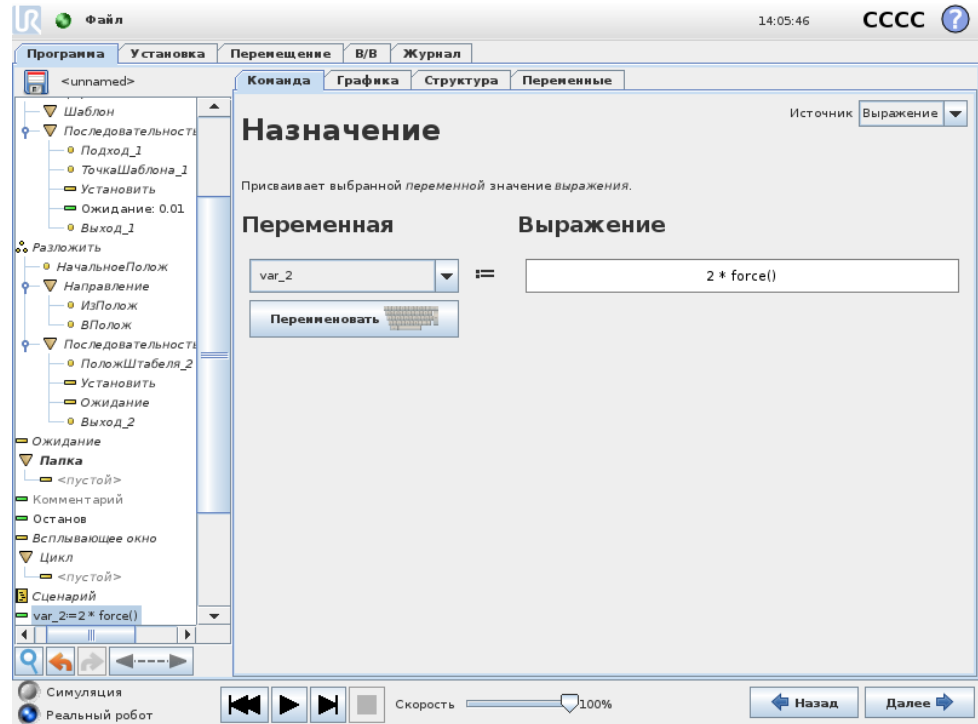 Файл
14:05:46
CCCC
?
Программа
Установка
Перемещение
В/В
Журнал
<unnamed>
Команда
Графика
Структура
Переменные
Шаблон
Последовательность
Подход_1
ТочкаШаблона_1
Установить
Ожидание: 0.01
Выход_1
Разложить
НачальноеПолож
Направление
ИзПолож
ВПолож
Последовательность
ПоложШтабеля_2
Установить
Ожидание
Выход_2
Ожидание
Папка
<пустой>
Комментарий
Останов
Всплывающее окно
Цикл
<пустой>
Сценарий
var_2:=2 * force()
Назначение
Источник Выражение
Присваивает выбранной переменной значение выражения.
Переменная
Выражение
var_2
:=
2 * force()
Переименовать
Симуляция
Реальный робот
Скорость
100%
Назад
Далее